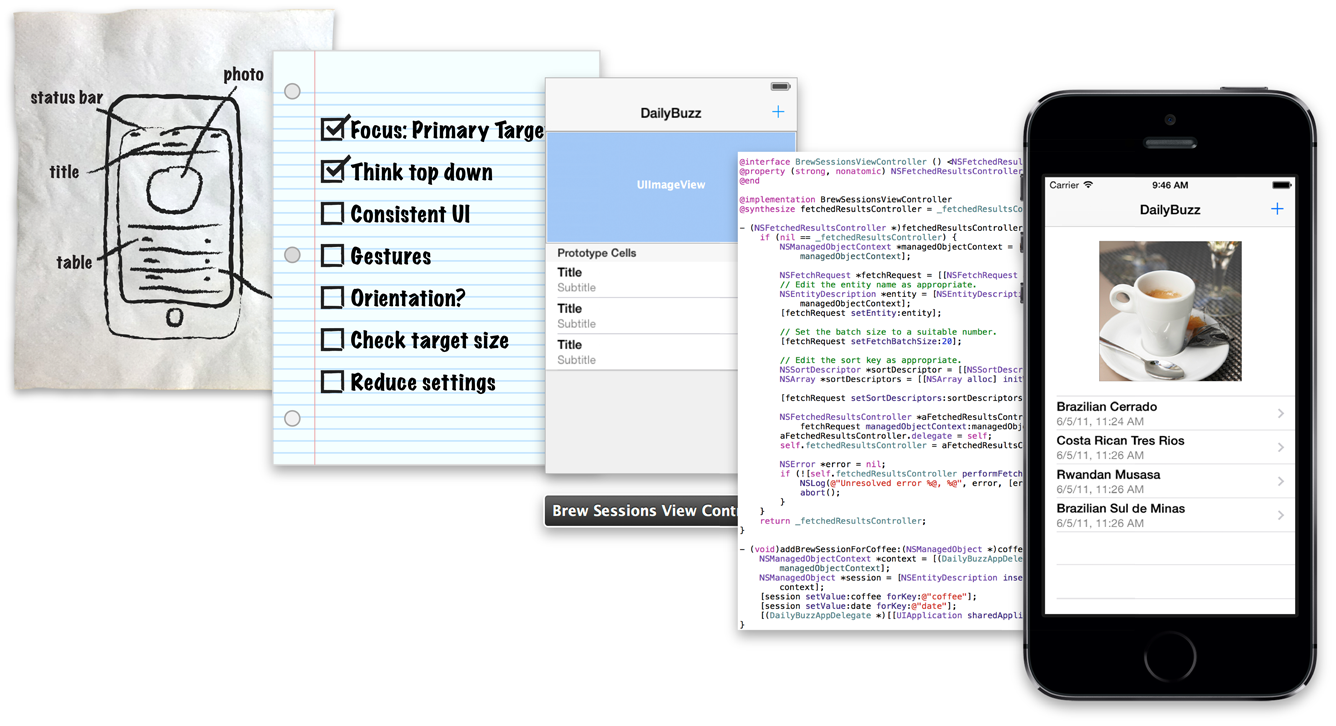 photo
status bar
title
table
Focus: Primary Targe
Think top down
Consistent UI
Gestures
Orientation?
Check target size
Reduce settings
DailyBuzz +
UIImageView
Prototype Cells
Title
Subtitle
Title
Subtitle
Title
Subtitle
Brew Sessions View Contr
@interface BrewSessionsViewController () <NSFetchedResul
@property (strong, nonatomic) NSFetchedResultsController
@end
@implementation BrewSessionsViewController
@synthesize fetchedResultsController = _fetchedResultsCo
- (NSFetchedResultsController *)fetchedResultsController
if (nil == _fetchedResultsController) {
NSManagedObjectContext *managedObjectContext =
managedObjectContext];
NSFetchRequest *fetchRequest = [[NSFetchRequest
// Edit the entity name as appropriate.
NSEntityDescription *entity = [NSEntityDescripti
managedObjectContext];
[fetchRequest setEntity:entity];
// Set the batch size to a suitable number.
[fetchRequest setFetchBatchSize:20];
// Edit the sort key as appropriate.
NSSortDescriptor *sortDescriptor = [[NSSortDescr
NSArray *sortDescriptors = [[NSArray alloc] init
[fetchRequest setSortDescriptors:sortDescriptors
NSFetchedResultsController *aFetchedResultsContr
fetchRequest managedObjectContext:managedObj
aFetchedResultsController.delegate = self;
self.fetchedResultsController = aFetchedResultsC
NSError *error = nil;
if (![self.fetchedResultsController performFetch
NSLog(@"Unresolved error %@, %@", error, [er
abort();
}
}
return _fetchedResultsController;
}
- (void)addBrewSessionForCoffee:(NSManagedObject *)coffe
NSManagedObjectContext *context = [(DailyBuzzAppDele
managedObjectContext];
NSManagedObject *session = [NSEntityDescription inse
context];
[session setValue:coffee forKey:@"coffee"];
[session setValue:date forKey:@"date"];
[(DailyBuzzAppDelegate *)[[UIApplication sharedAppli
}
Carrier 9:46 AM
DailyBuzz +
Brazilian Cerrado
6/5/11, 11:24 AM
Costa Rican Tres Rios
6/5/11, 11:26 AM
Rwandan Musasa
6/5/11, 11:26 AM
Brazilian Sul de Minas
6/5/11, 11:26 AM